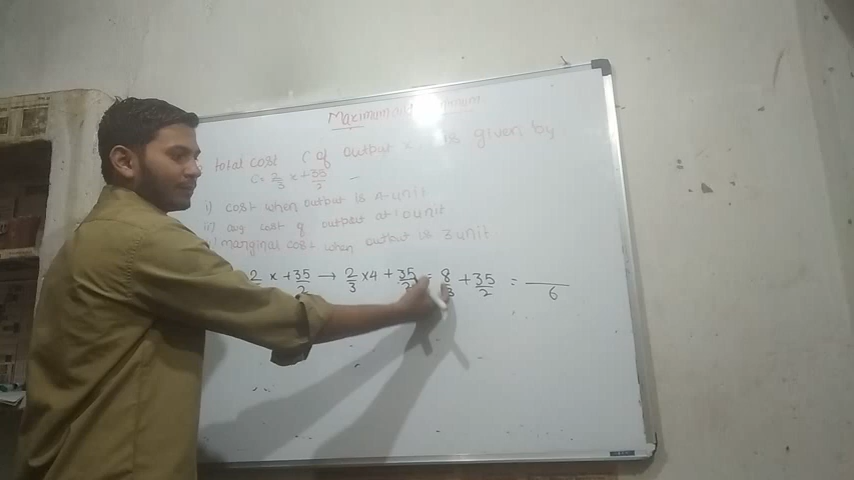 Maximum
total cost C of output x is given by
C = 2/3 x + 35/2
i) cost when output is 4-unit
ii) avg cost of output at 10 unit
marginal cost when output is 3 unit
2/ x + 35/2 → 2/3 x 4 + 35/2 = 8/3 + 35/2 = /6